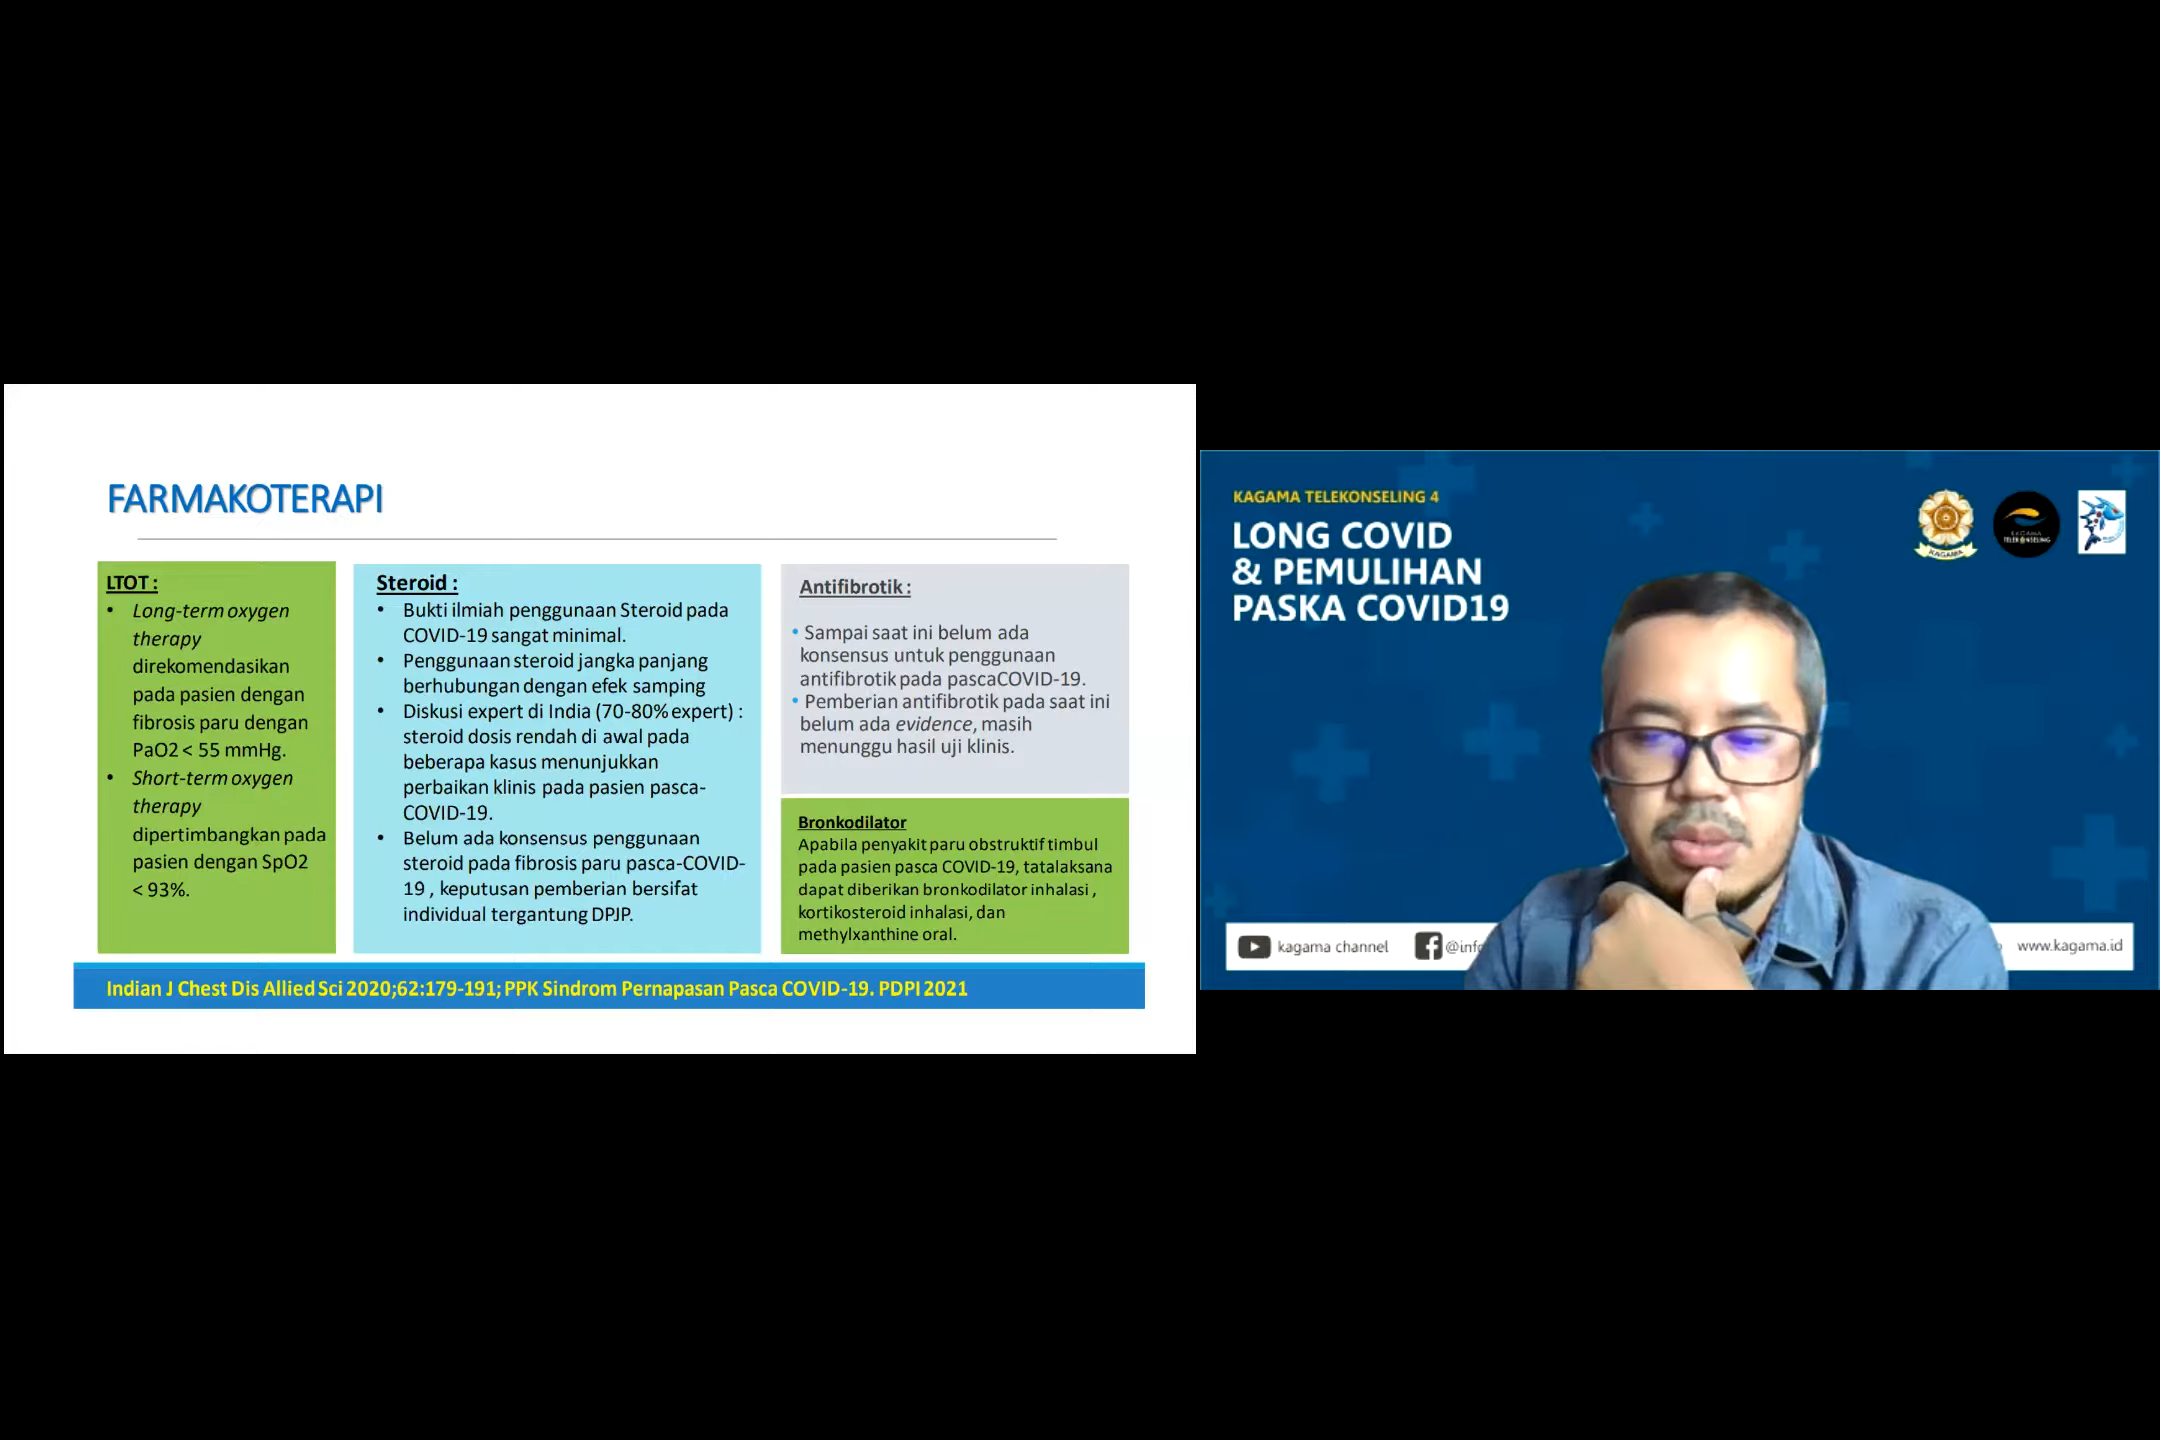 FARMAKOTERAPI
LTOT :
• Long-term oxygen
therapy
direkomendasikan
pada pasien dengan
fibrosis paru dengan
PaO2 < 55 mmHg.
• Short-term oxygen
therapy
dipertimbangkan pada
pasien dengan SpO2
< 93%.
Steroid :
• Bukti ilmiah penggunaan Steroid pada
COVID-19 sangat minimal.
• Penggunaan steroid jangka panjang
berhubungan dengan efek samping
• Diskusi expert di India (70-80% expert) :
steroid dosis rendah di awal pada
beberapa kasus menunjukkan
perbaikan klinis pada pasien pasca-
COVID-19.
• Belum ada konsensus penggunaan
steroid pada fibrosis paru pasca-COVID-
19 , keputusan pemberian bersifat
individual tergantung DPJP.
Antifibrotik :
• Sampai saat ini belum ada
konsensus untuk penggunaan
antifibrotik pada pascaCOVID-19.
• Pemberian antifibrotik pada saat ini
belum ada evidence, masih
menunggu hasil uji klinis.
Bronkodilator
Apabila penyakit paru obstruktif timbul
pada pasien pasca COVID-19, tatalaksana
dapat diberikan bronkodilator inhalasi ,
kortikosteroid inhalasi, dan
methylxanthine oral.
Indian J Chest Dis Allied Sci 2020;62:179-191; PPK Sindrom Pernapasan Pasca COVID-19. PDPI 2021
KAGAMA TELEKONSELING 4
LONG COVID
& PEMULIHAN
PASKA COVID19
KAGAMA
KAGAMA
TELEKONSELING
kagama channel
@info
www.kagama.id